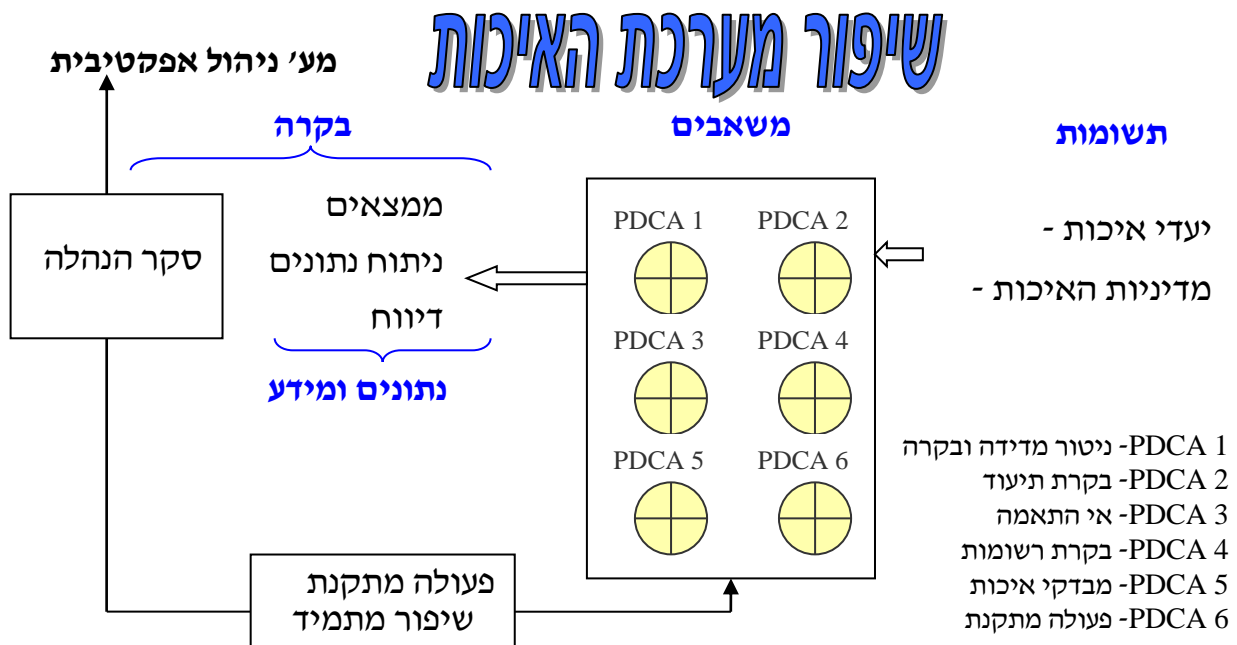 שיפור מערכת האיכות
מע' ניהול אפקטיבית
תשומות
משאבים
בקרה
יעדי איכות -
מדיניות האיכות -
PDCA 1
PDCA 2
PDCA 3
PDCA 4
PDCA 5
PDCA 6
ממצאים
ניתוח נתונים
דיווח
נתונים ומידע
סקר הנהלה
פעולה מתקנת
שיפור מתמיד
PDCA 1- ניטור מדידה ובקרה
PDCA 2- בקרת תיעוד
PDCA 3- אי התאמה
PDCA 4- בקרת רשומות
PDCA 5- מבדקי איכות
PDCA 6- פעולה מתקנת